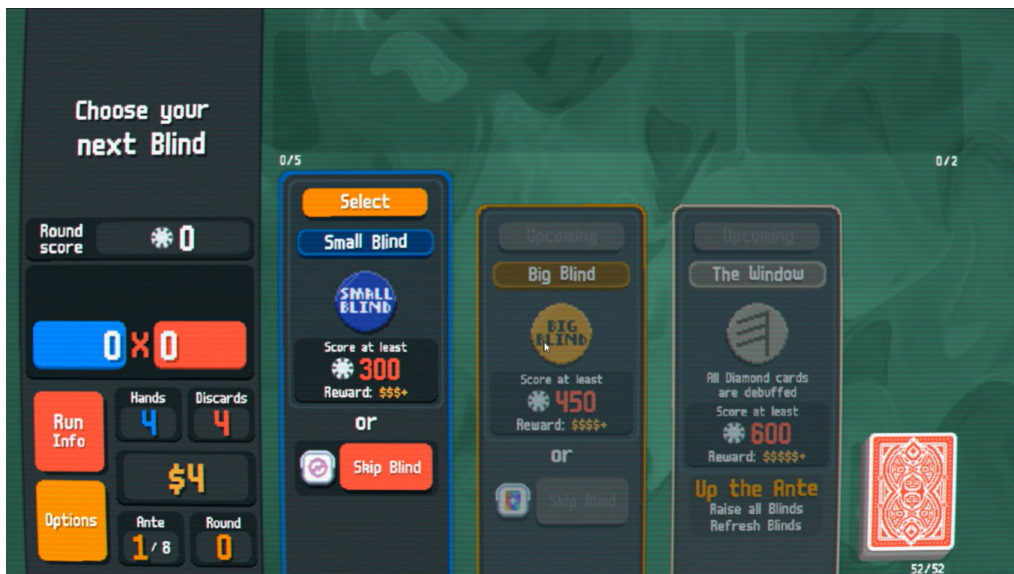 Choose your
next Blind
Round
score
0
0 X 0
Run
Info
Hands
4
Discards
4
$4
Options
Ante
1 / 8
Round
0
0/5
0/2
Select
Small Blind
SMALL
BLIND
Score at least
300
Reward: $$$+
or
Skip Blind
Upcoming
Big Blind
BIG
BLIND
Score at least
450
Reward: $$$$+
or
Skip Blind
Upcoming
The Window
All Diamond cards
are debuffed
Score at least
600
Reward: $$$$$+
Up the Ante
Raise all Blinds
Refresh Blinds
52/52